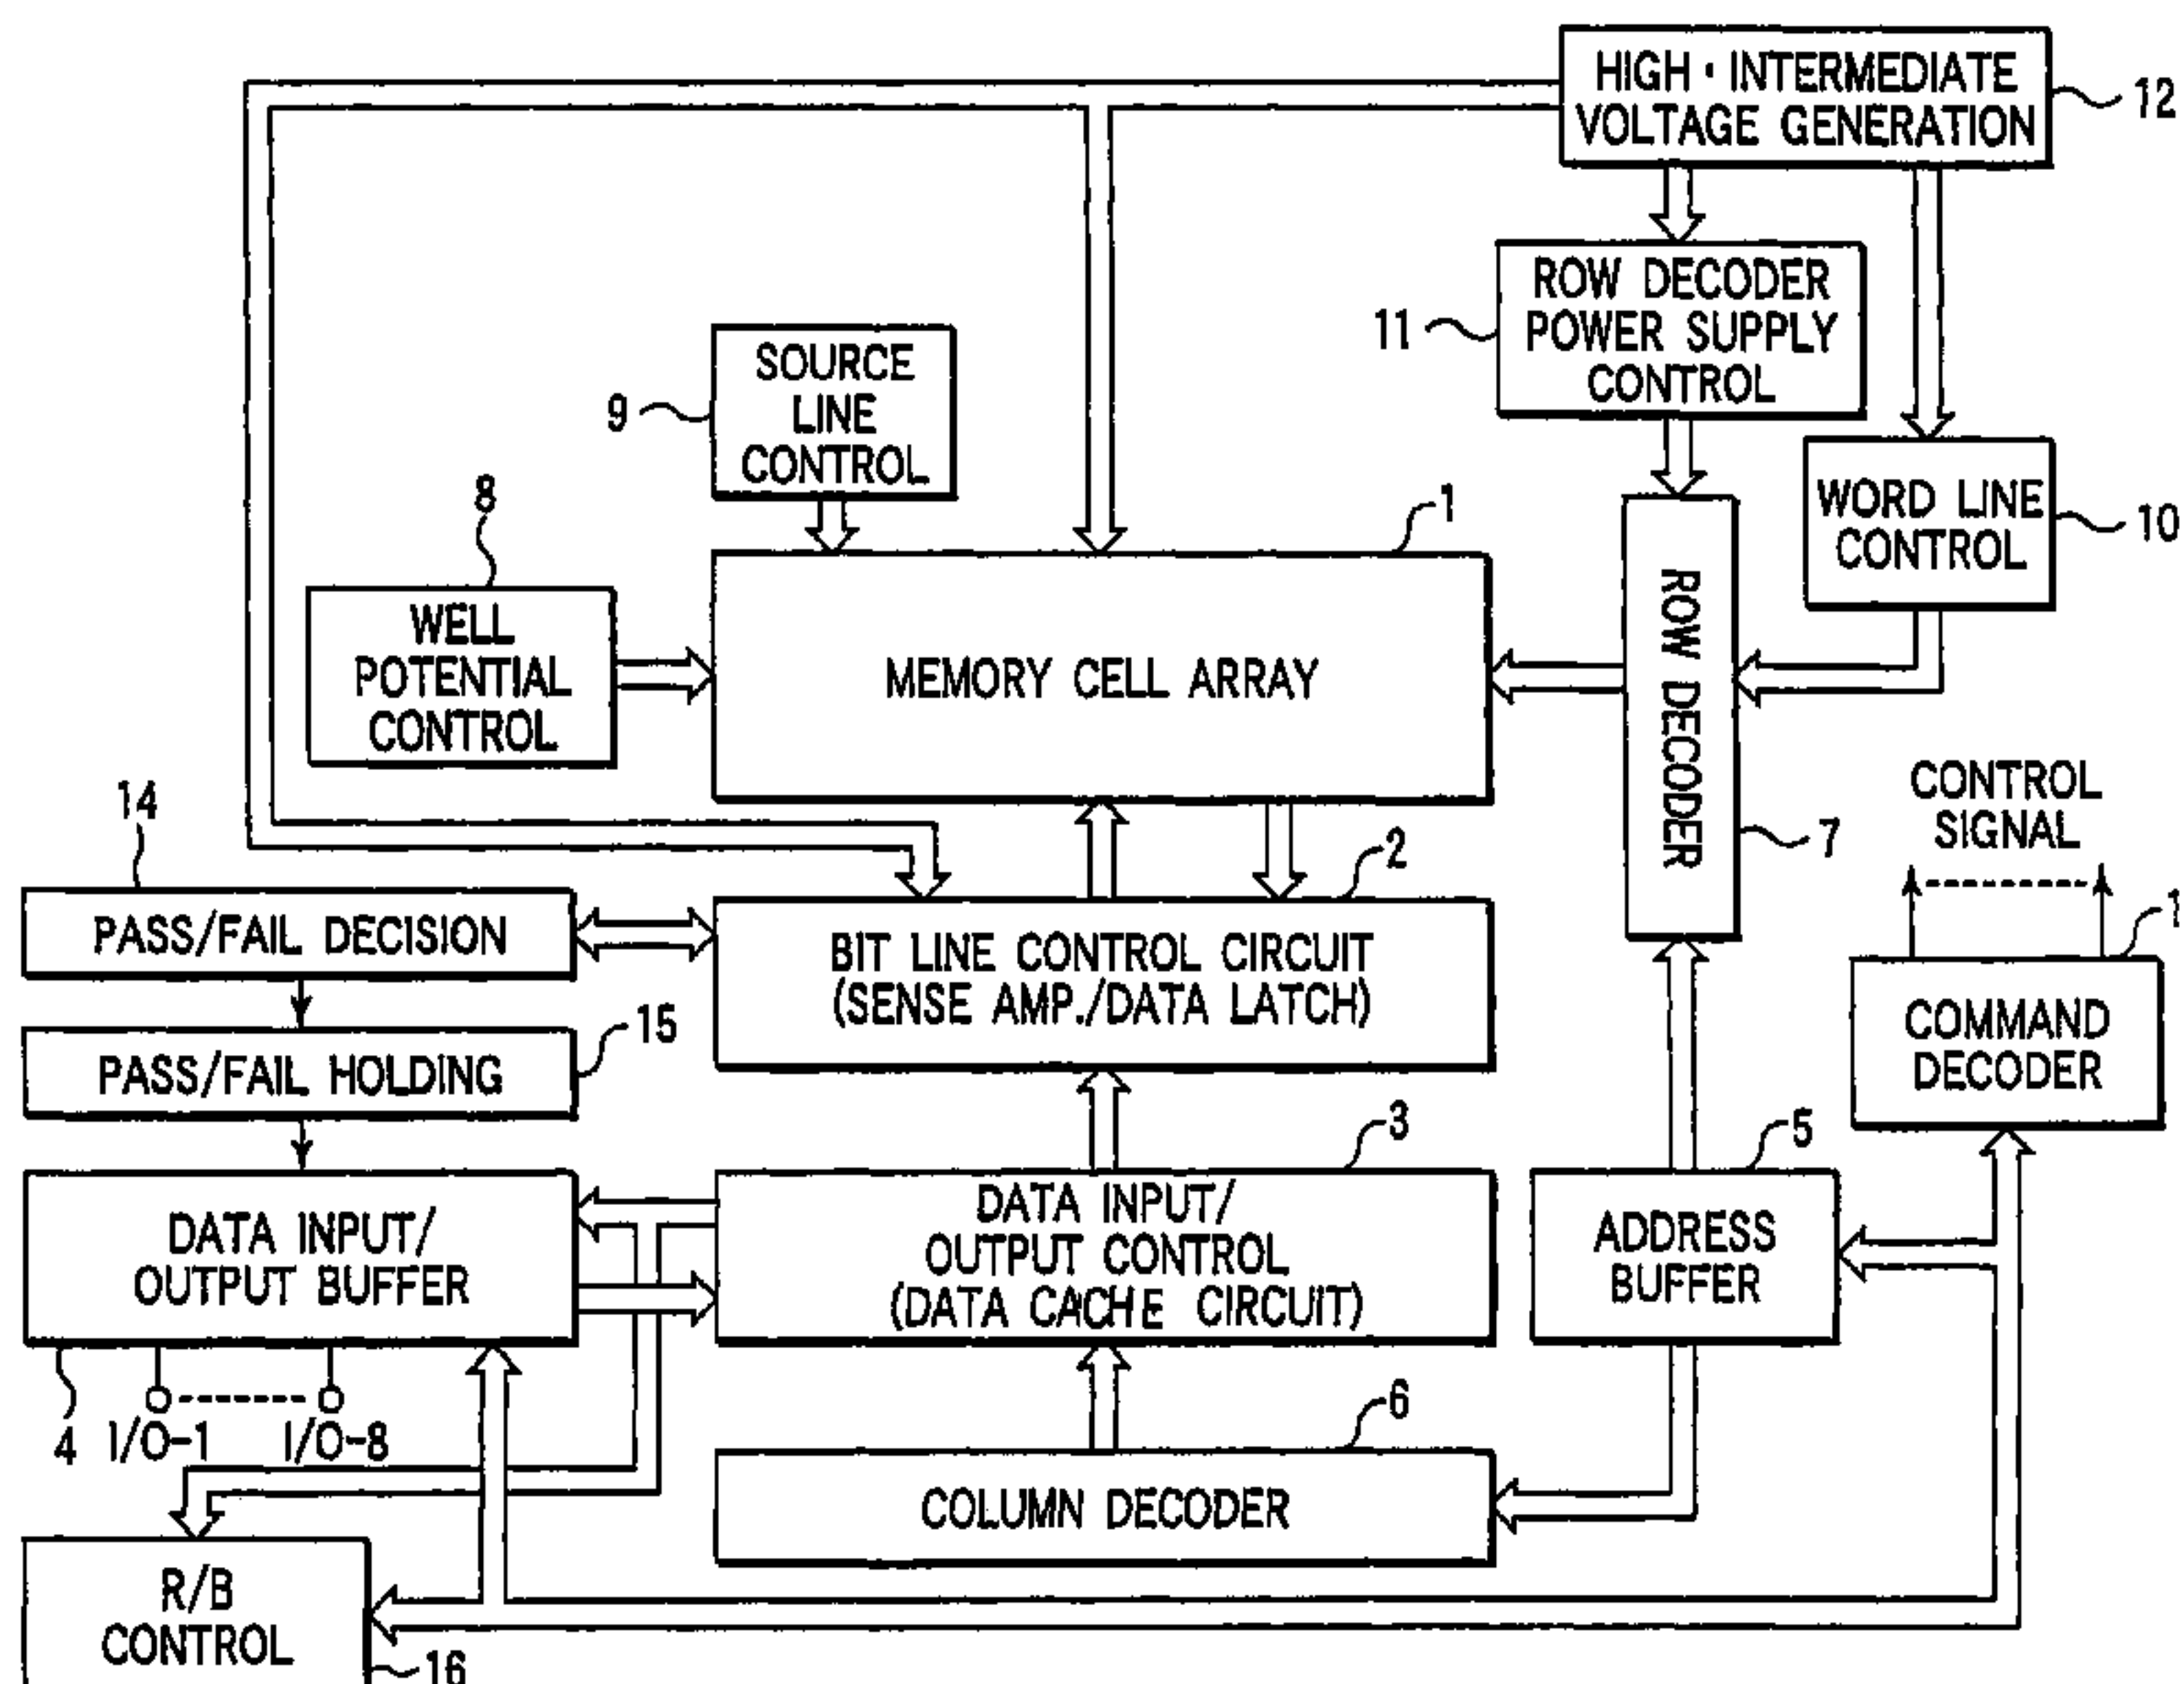 HIGH · INTERMEDIATE
VOLTAGE GENERATION
12
ROW DECODER
POWER SUPPLY
CONTROL
11
SOURCE
LINE
CONTROL
9
WORD LINE
CONTROL
10
8
WELL
POTENTIAL
CONTROL
1
MEMORY CELL ARRAY
ROW DECODER
7
CONTROL
SIGNAL
14
PASS/FAIL DECISION
2
BIT LINE CONTROL CIRCUIT
(SENSE AMP./DATA LATCH)
1
COMMAND
DECODER
15
PASS/FAIL HOLDING
3
DATA INPUT/
OUTPUT CONTROL
(DATA CACHE CIRCUIT)
5
ADDRESS
BUFFER
DATA INPUT/
OUTPUT BUFFER
4
I/O-1
I/O-8
6
COLUMN DECODER
R/B
CONTROL
16